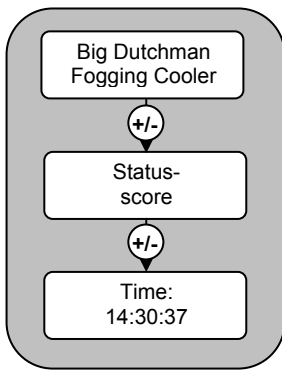 Big Dutchman
Fogging Cooler
+/-
Status-
score
+/-
Time:
14:30:37